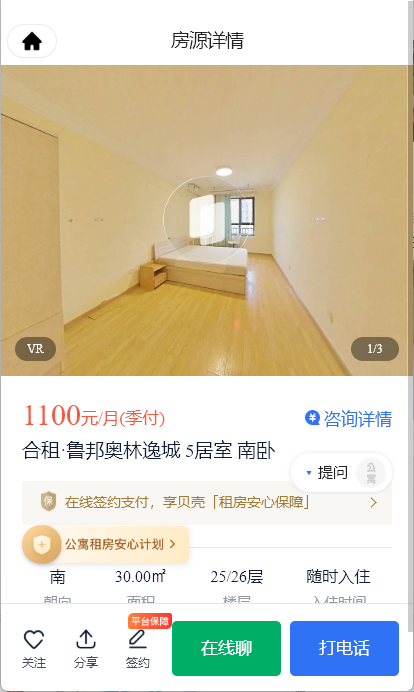 房源详情
VR
1/3
1100元/月(季付)
咨询详情
合租·鲁邦奥林逸城 5居室 南卧
提问
公寓
保
在线签约支付，享贝壳「租房安心保障」
公寓租房安心计划
南
30.00㎡
25/26层
随时入住
朝向
面积
楼层
入住时间
平台保障
关注
分享
签约
在线聊
打电话